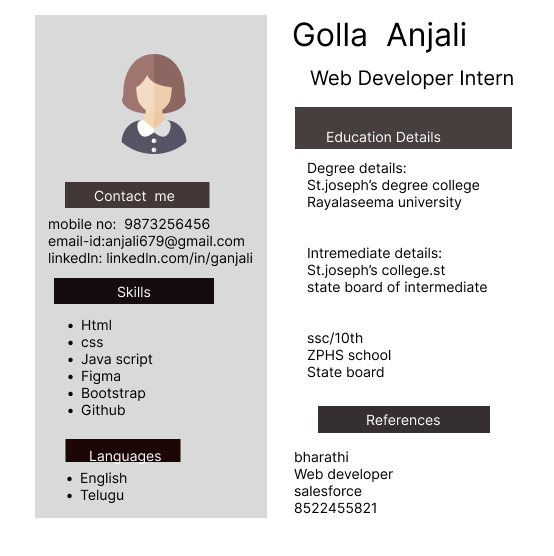 Golla Anjali
Web Developer Intern
Contact me
mobile no: 9873256456
email-id:anjali679@gmail.com
linkedln: linkedln.com/in/ganjali
Skills
• Html
• css
• Java script
• Figma
• Bootstrap
• Github
Languages
• English
• Telugu
Education Details
Degree details:
St.joseph’s degree college
Rayalaseema university
Intremediate details:
St.joseph’s college.st
state board of intermediate
ssc/10th
ZPHS school
State board
References
bharathi
Web developer
salesforce
8522455821